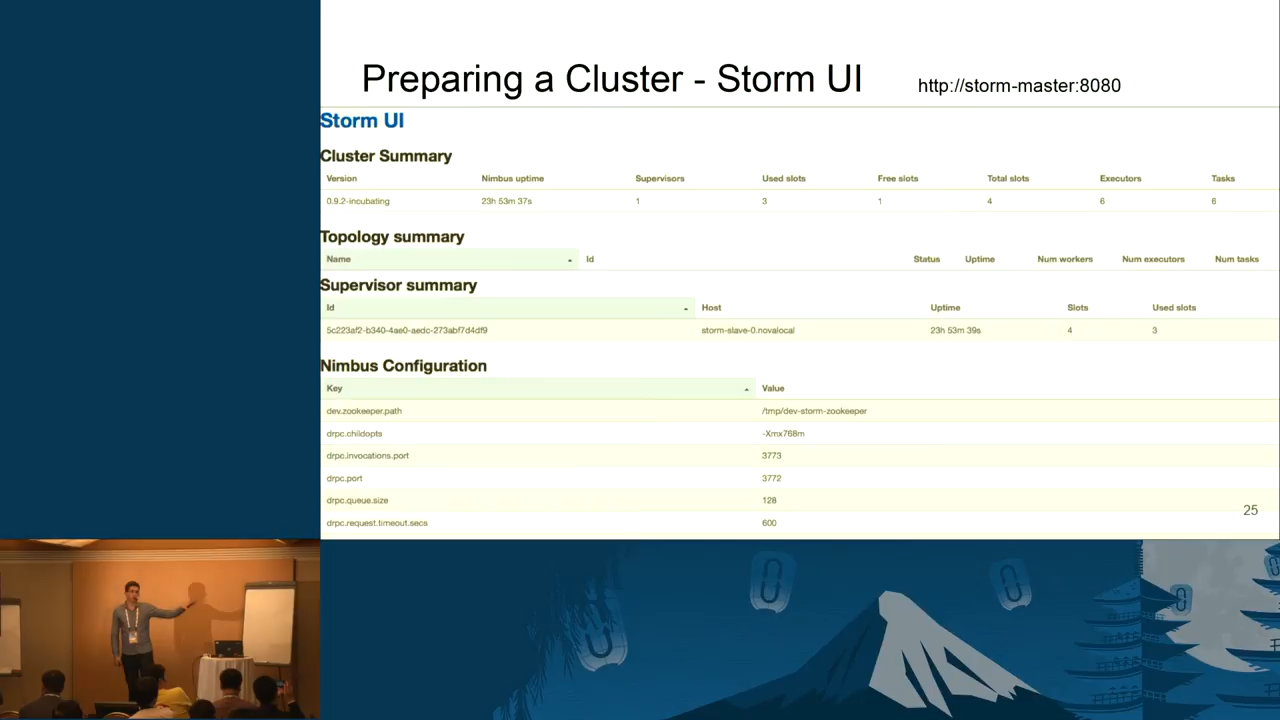 Preparing a Cluster - Storm UI http://storm-master:8080
Storm UI
Cluster Summary
Version Nimbus uptime Supervisors Used slots Free slots Total slots Executors Tasks
0.9.2-incubating 23h 53m 37s 1 3 1 4 6 6
Topology summary
Name Id Status Uptime Num workers Num executors Num tasks
Supervisor summary
Id Host Uptime Slots Used slots
5c223af2-b340-4ae0-aedc-273abf7d4df9 storm-slave-0.novalocal 23h 53m 39s 4 3
Nimbus Configuration
Key Value
dev.zookeeper.path /tmp/dev-storm-zookeeper
drpc.childopts -Xmx768m
drpc.invocations.port 3773
drpc.port 3772
drpc.queue.size 128
drpc.request.timeout.secs 600
25